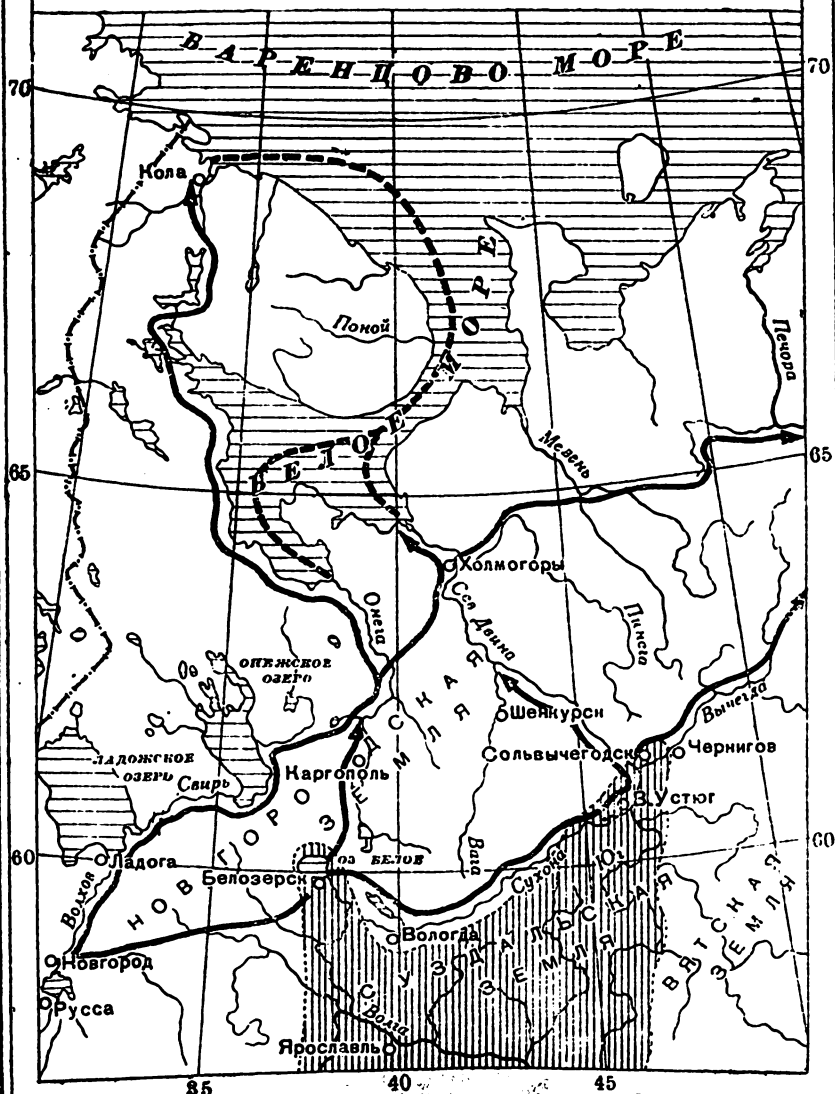 БАРЕНЦОВО МОРЕ
70
70
Кола
БЕЛОЕ МОРЕ
Поной
Печора
Мезень
65
65
Холмогоры
Сев Двина
Онега
Пинега
ОНЕЖСКОЕ
ОЗЕРО
Шенкурск
Вычегда
ЛАДОЖСКОЕ
ОЗЕРО
Свирь
Каргополь
Сольвычегодск
Чернигов
В. Устюг
НОВГОРОДСКАЯ
ЗЕМЛЯ
60
60
Ладога
ОЗ БЕЛОЕ
Вага
Юг
Белозерск
Сухона
Волхов
Вологда
СУЗДАЛЬСКАЯ
ЗЕМЛЯ
ВЯТСКАЯ
ЗЕМЛЯ
Новгород
Русса
Волга
Ярославль
35
40
45